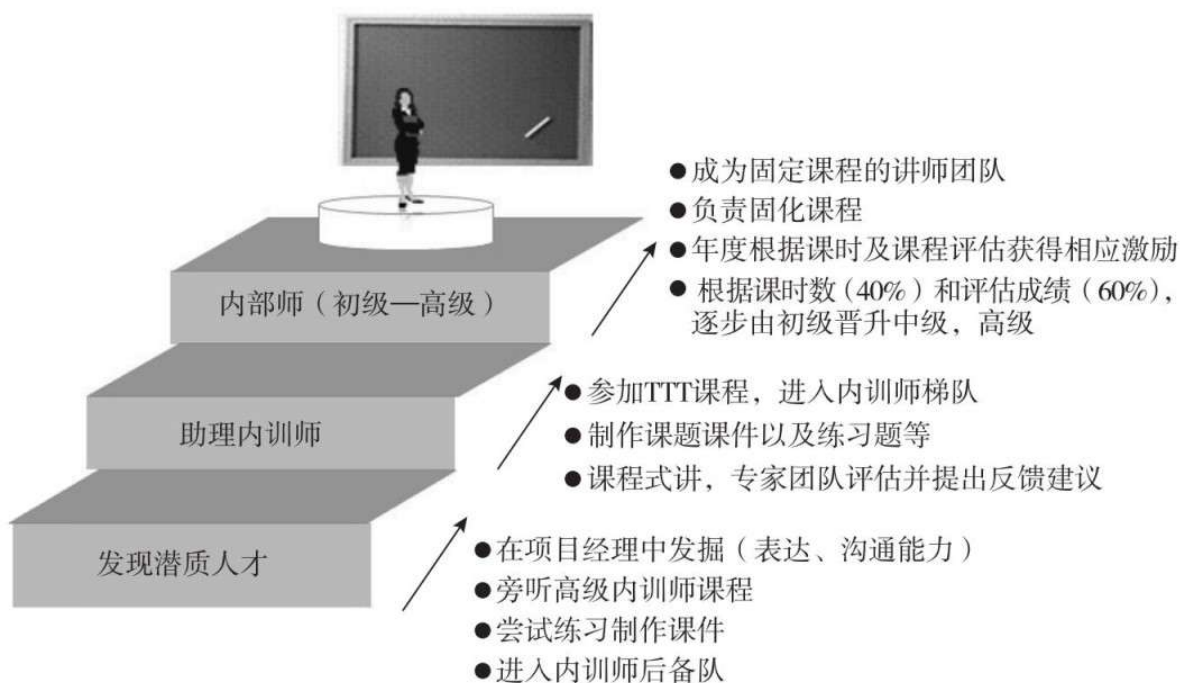 ●成为固定课程的讲师团队
●负责固化课程
●年度根据课时及课程评估获得相应激励
● 根据课时数(40%)和评估成绩(60%),
逐步由初级晋升中级,高级
内部师(初级—高级)
●参加TTT课程,进入内训师梯队
●制作课题课件以及练习题等
●课程式讲,专家团队评估并提出反馈建议
助理内训师
●在项目经理中发掘(表达、沟通能力)
●旁听高级内训师课程
●尝试练习制作课件
●进入内训师后备队
发现潜质人才